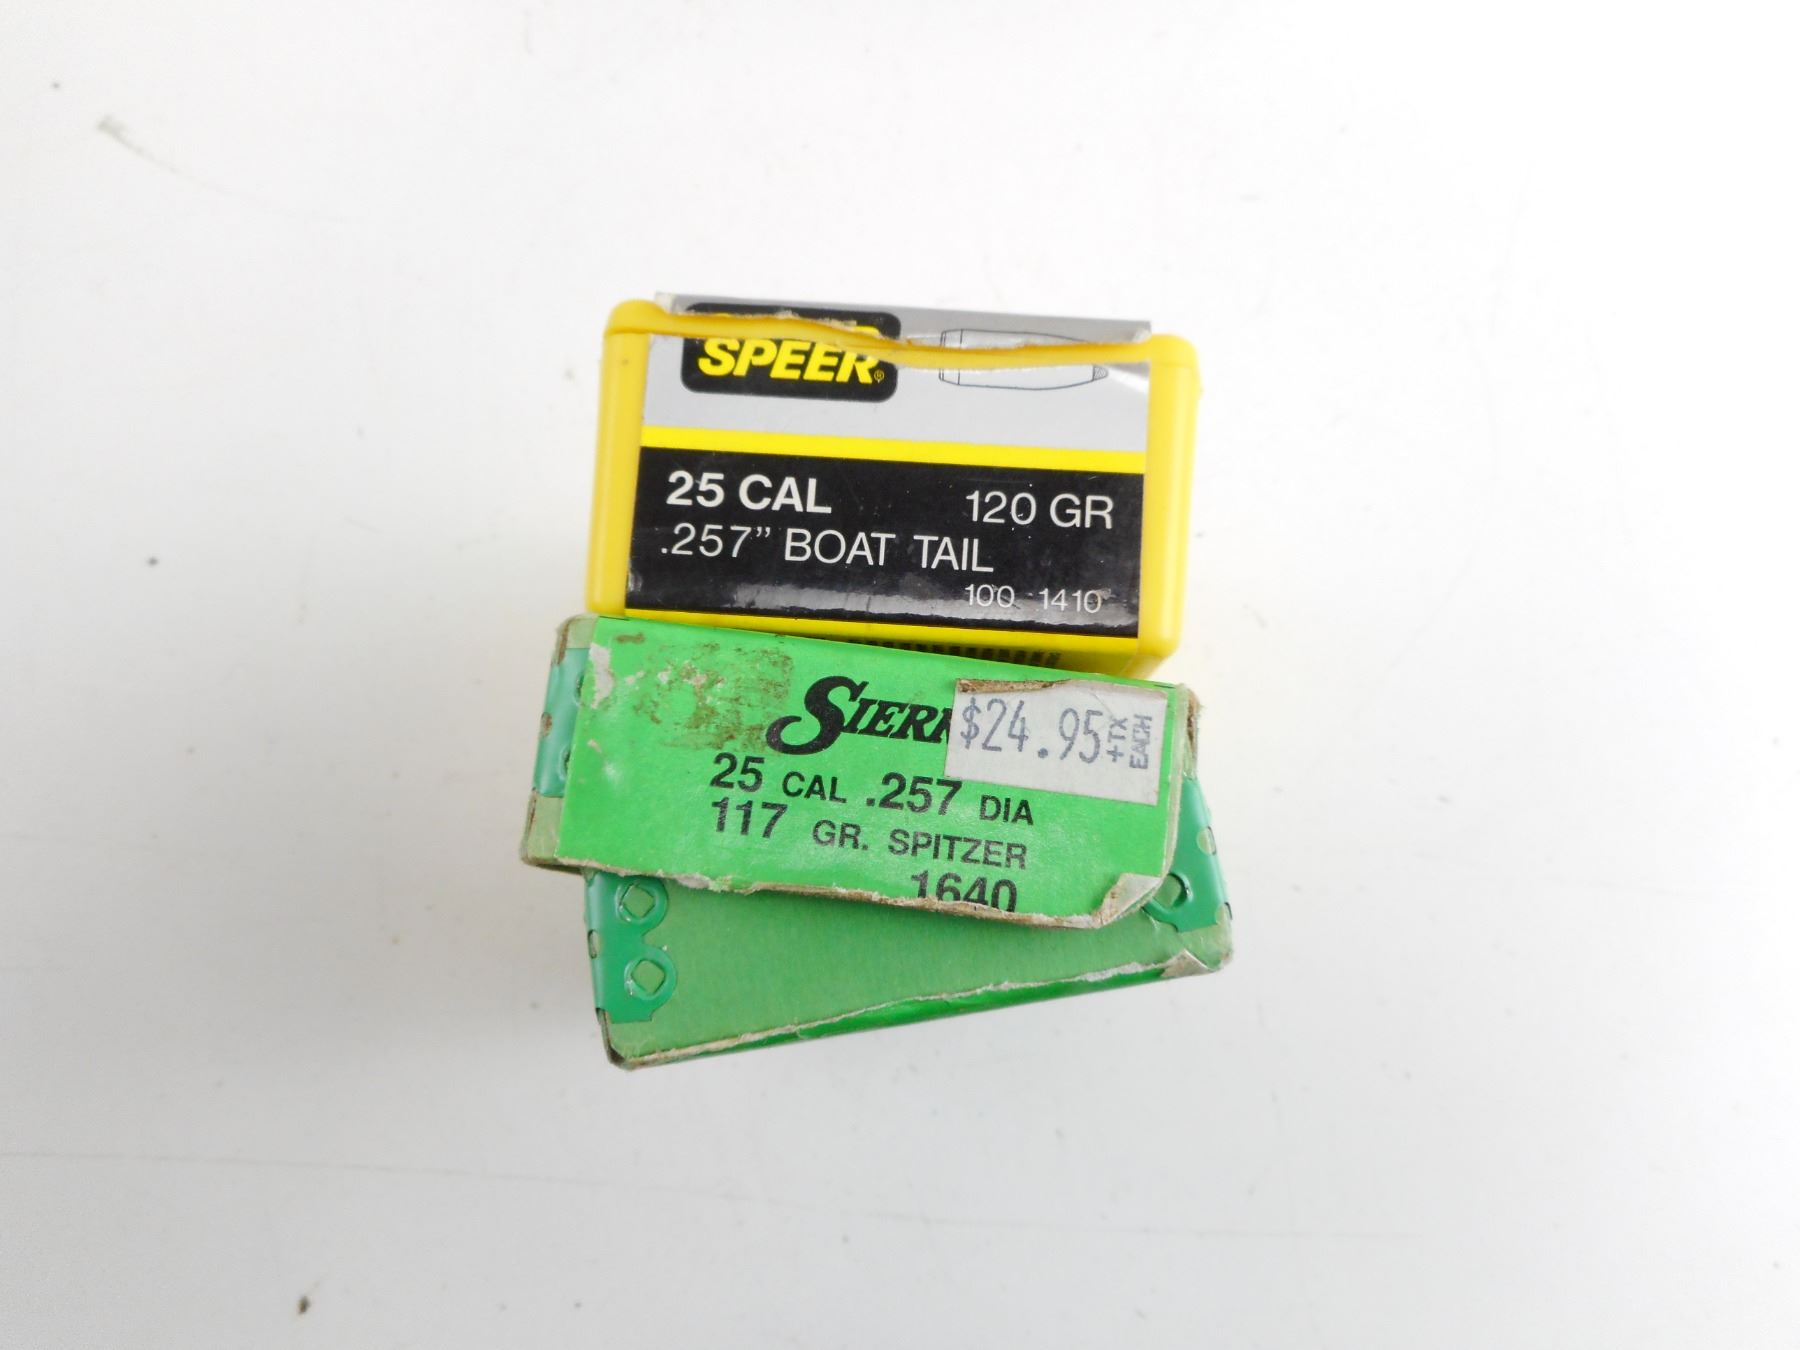 SPEER®
25 CAL 120 GR
.257” BOAT TAIL
100 1410
SIERR
$24.95 +TX EACH
25 CAL .257 DIA
117 GR. SPITZER
1640